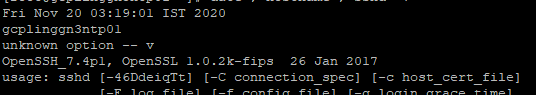 Fri Nov 20 03:19:01 IST 2020
gcplinggn3ntp01
unknown option -- v
OpenSSH_7.4p1, OpenSSL 1.0.2k-fips  26 Jan 2017
usage: sshd [-46DdeiqTt] [-C connection_spec] [-c host_cert_file]
[-E log_file] [-f config_file] [-g login_grace_time]